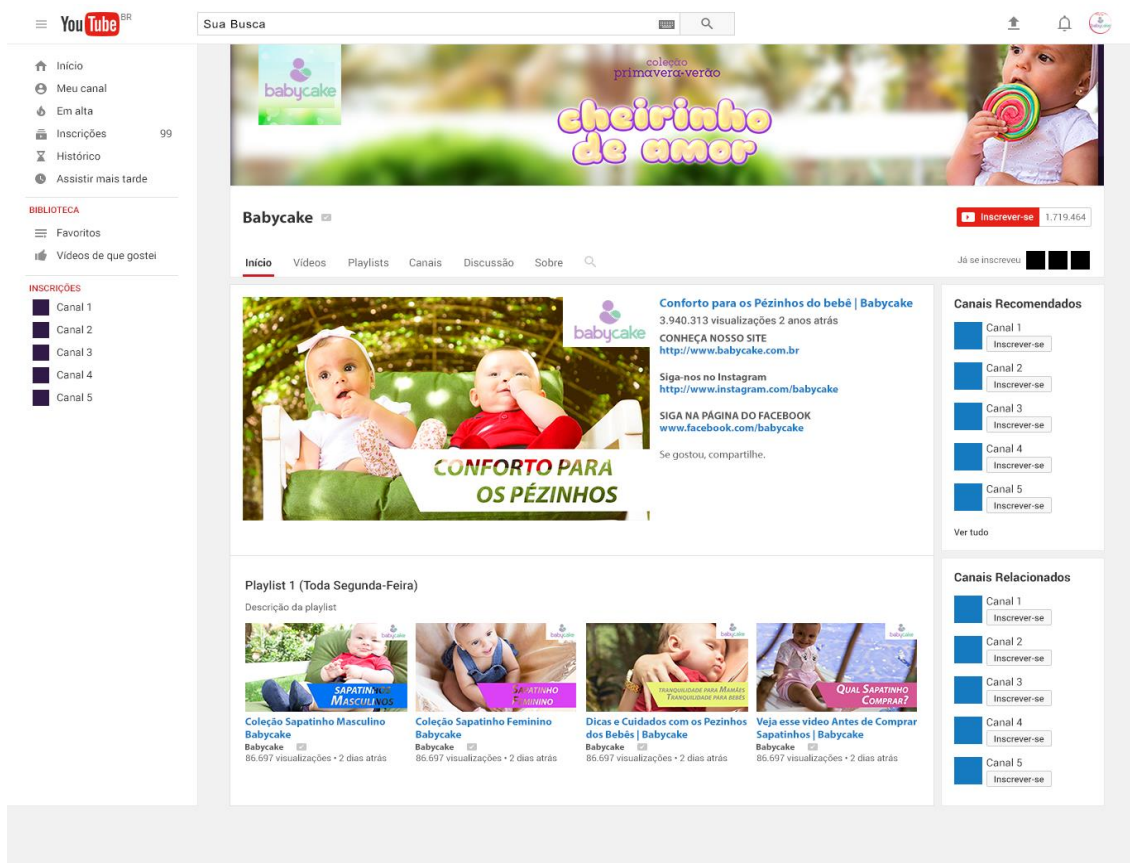 YouTube BR
Sua Busca
Início
Meu canal
Em alta
Inscrições 99
Histórico
Assistir mais tarde
BIBLIOTECA
Favoritos
Vídeos de que gostei
INSCRIÇÕES
Canal 1
Canal 2
Canal 3
Canal 4
Canal 5
babycake
coleção
primavera-verão
cheirinho
de amor
Babycake
Inscrever-se 1.719.464
Início Vídeos Playlists Canais Discussão Sobre
Já se inscreveu
babycake
CONFORTO PARA
OS PÉZINHOS
Conforto para os Pézinhos do bebê | Babycake
3.940.313 visualizações 2 anos atrás
CONHEÇA NOSSO SITE
http://www.babycake.com.br
Siga-nos no Instagram
http://www.instagram.com/babycake
SIGA NA PÁGINA DO FACEBOOK
www.facebook.com/babycake
Se gostou, compartilhe.
Playlist 1 (Toda Segunda-Feira)
Descrição da playlist
babycake
SAPATINHOS
MASCULINOS
Coleção Sapatinho Masculino
Babycake
Babycake
86.697 visualizações • 2 dias atrás
babycake
SAPATINHO
FEMININO
Coleção Sapatinho Feminino
Babycake
Babycake
86.697 visualizações • 2 dias atrás
babycake
TRANQUILIDADE PARA MAMÃES
TRANQUILIDADE PARA BEBÊS
Dicas e Cuidados com os Pezinhos
dos Bebês | Babycake
Babycake
86.697 visualizações • 2 dias atrás
babycake
QUAL SAPATINHO
COMPRAR?
Veja esse video Antes de Comprar
Sapatinhos | Babycake
Babycake
86.697 visualizações • 2 dias atrás
Canais Recomendados
Canal 1
Inscrever-se
Canal 2
Inscrever-se
Canal 3
Inscrever-se
Canal 4
Inscrever-se
Canal 5
Inscrever-se
Ver tudo
Canais Relacionados
Canal 1
Inscrever-se
Canal 2
Inscrever-se
Canal 3
Inscrever-se
Canal 4
Inscrever-se
Canal 5
Inscrever-se